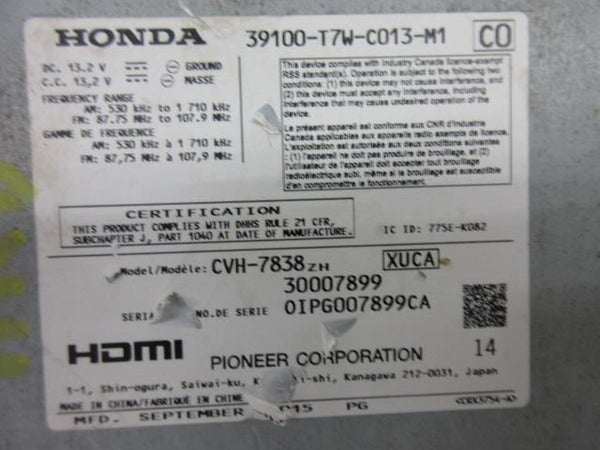 HONDA 39100-T7W-C013-M1 CO
DC. 13.2 V GROUND
C.C. 13,2 V MASSE
FREQUENCY RANGE
AM: 530 kHz to 1 710 kHz
FM: 87.75 MHz to 107.9 MHz
GAMME DE FREQUENCE
AM: 530 kHz à 1 710 kHz
FM: 87,75 MHz à 107,9 MHz
This device complies with Industry Canada licence-exempt
RSS standard(s). Operation is subject to the following two
conditions: (1) this device may not cause interference, and
(2) this device must accept any interference, including
interference that may cause undesired operation of the
device.
Le présent appareil est conforme aux CNR d'Industrie
Canada applicables aux appareils radio exempts de licence.
L'exploitation est autorisée aux deux conditions suivantes
: (1) l'appareil ne doit pas produire de brouillage, et (2)
l'utilisateur de l'appareil doit accepter tout brouillage
radioélectrique subi, même si le brouillage est susceptible
d'en compromettre le fonctionnement.
CERTIFICATION
THIS PRODUCT COMPLIES WITH DHHS RULE 21 CFR,
SUBCHAPTER J, PART 1040 AT DATE OF MANUFACTURE.
IC ID: 775E-K082
Model/Modèle: CVH-7838ZH XUCA
30007899
SERIA NO.DE SERIE OIPG007899CA
HDMI PIONEER CORPORATION 14
1-1, Shin-ogura, Saiwai-ku, K i-shi, Kanagawa 212-0031, Japan
MADE IN CHINA/FABRIQUÉ EN CHINE <CRK5754-A>
MFD. SEPTEMBER 15 PG